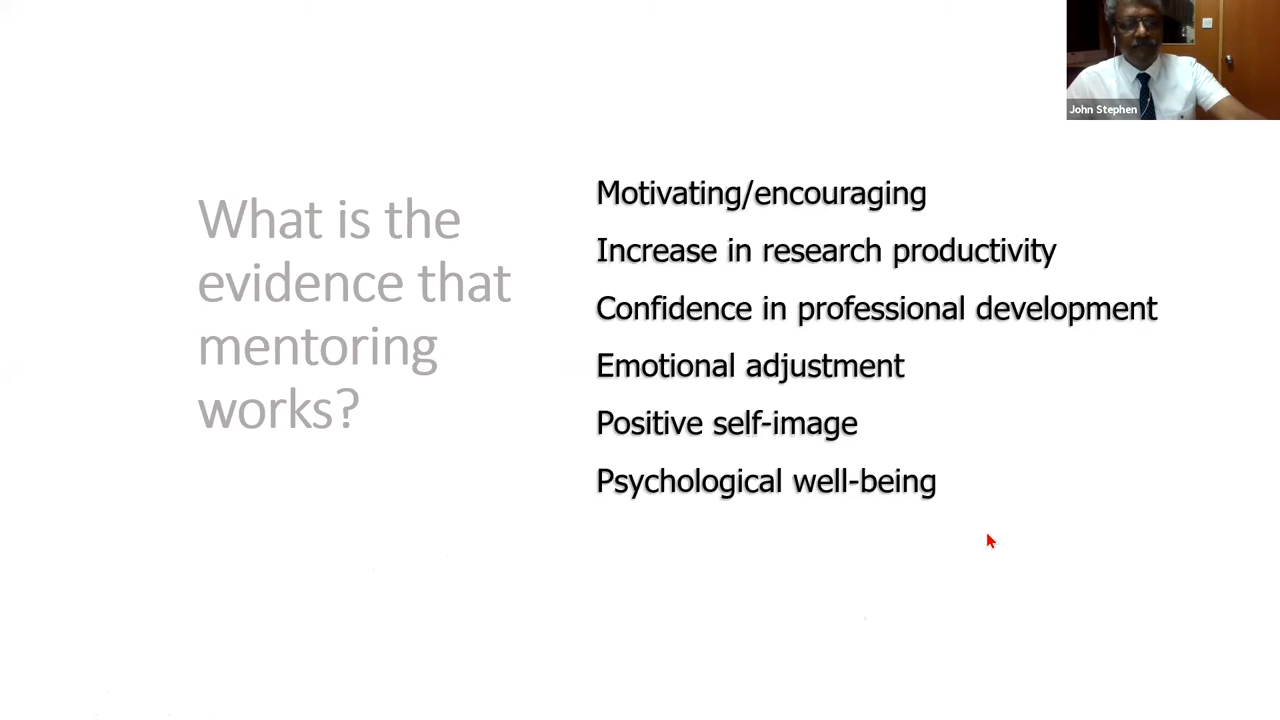 John Stephen
What is the
evidence that
mentoring
works?
Motivating/encouraging
Increase in research productivity
Confidence in professional development
Emotional adjustment
Positive self-image
Psychological well-being